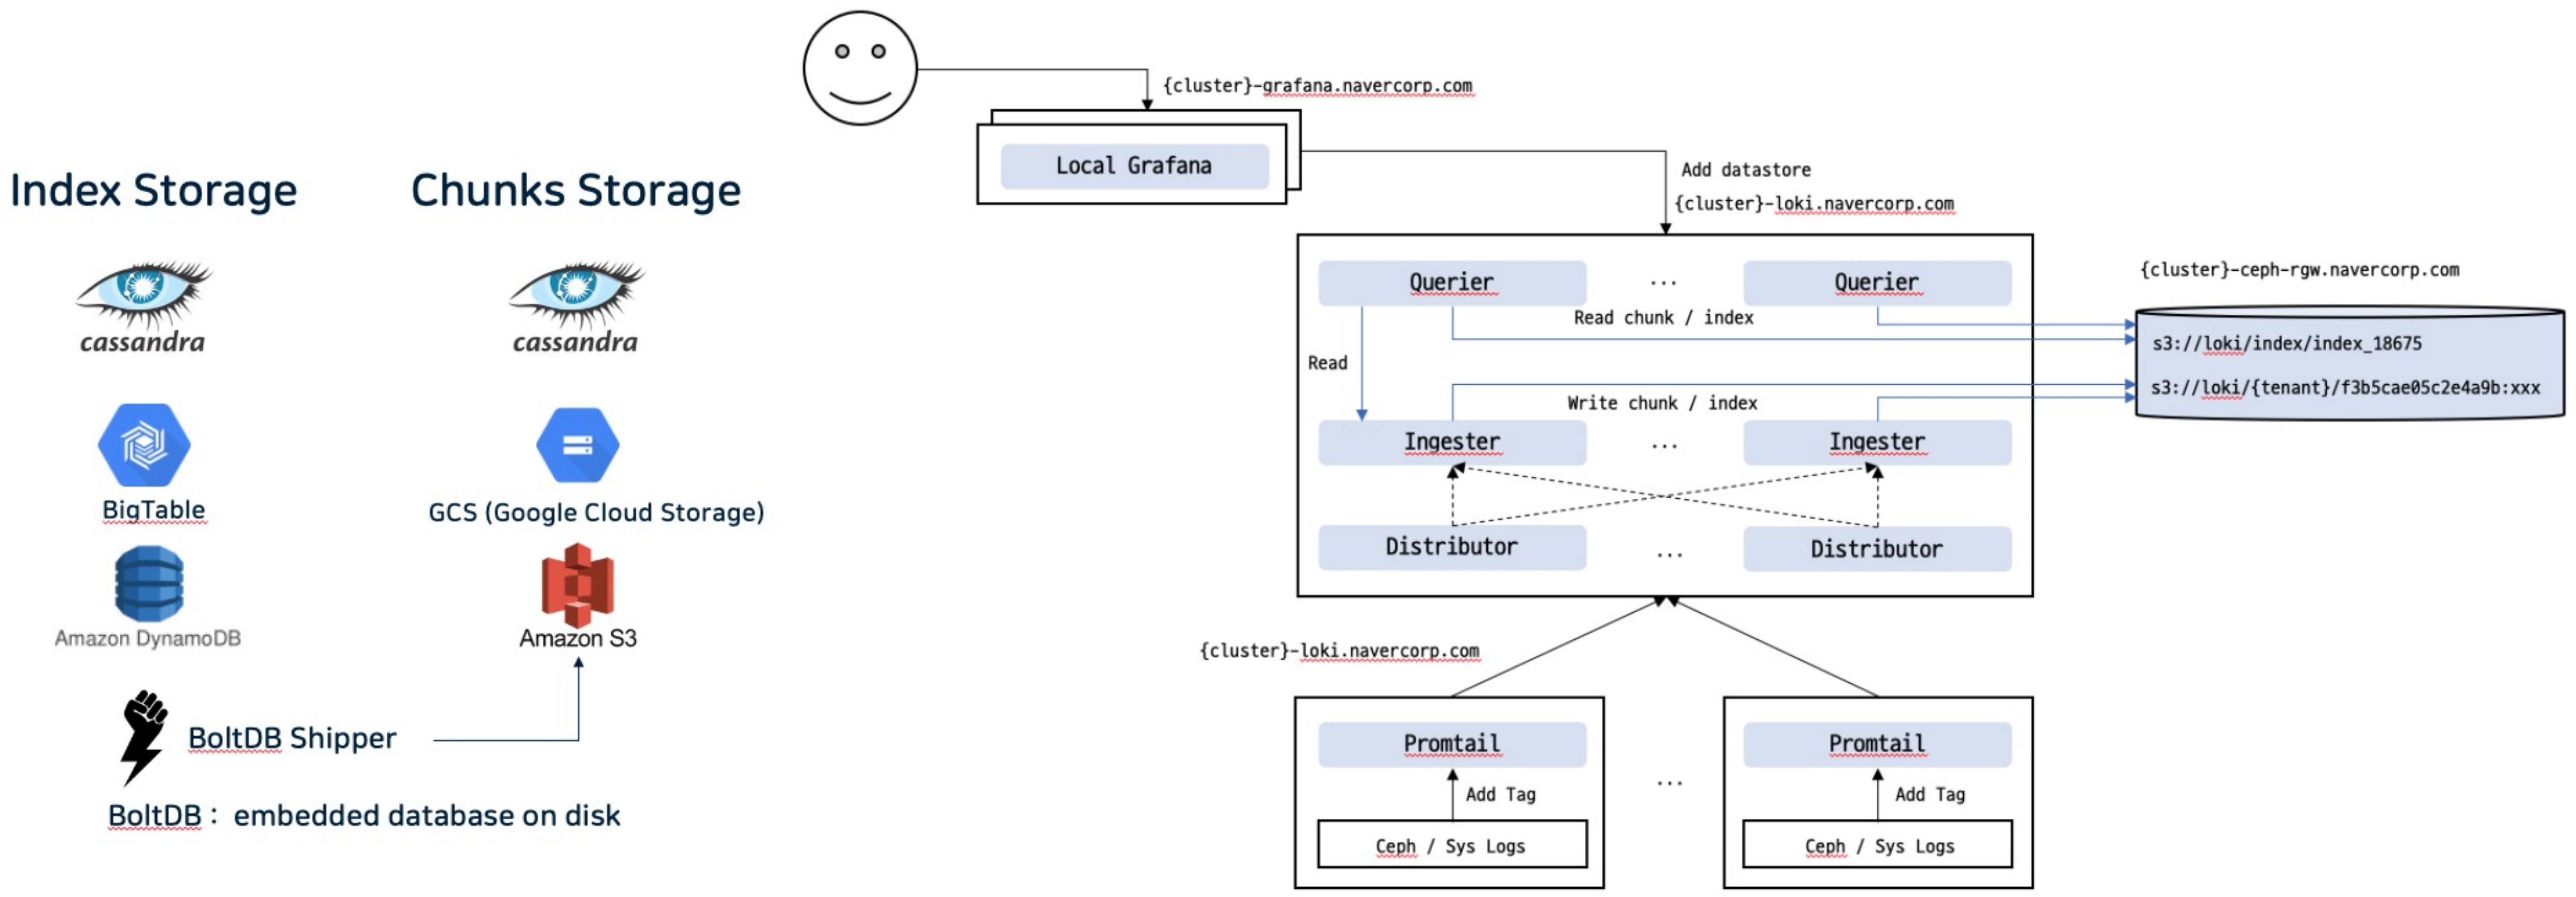 Index Storage
Chunks Storage
cassandra
cassandra
BigTable
GCS (Google Cloud Storage)
Amazon DynamoDB
Amazon S3
BoltDB Shipper
BoltDB : embedded database on disk
{cluster}-grafana.navercorp.com
Local Grafana
Add datastore
{cluster}-loki.navercorp.com
Querier
...
Querier
Read chunk / index
Read
Write chunk / index
Ingester
...
Ingester
Distributor
...
Distributor
{cluster}-ceph-rgw.navercorp.com
s3://loki/index/index_18675
s3://loki/{tenant}/f3b5cae05c2e4a9b:xxx
{cluster}-loki.navercorp.com
Promtail
Add Tag
Ceph / Sys Logs
...
Promtail
Add Tag
Ceph / Sys Logs